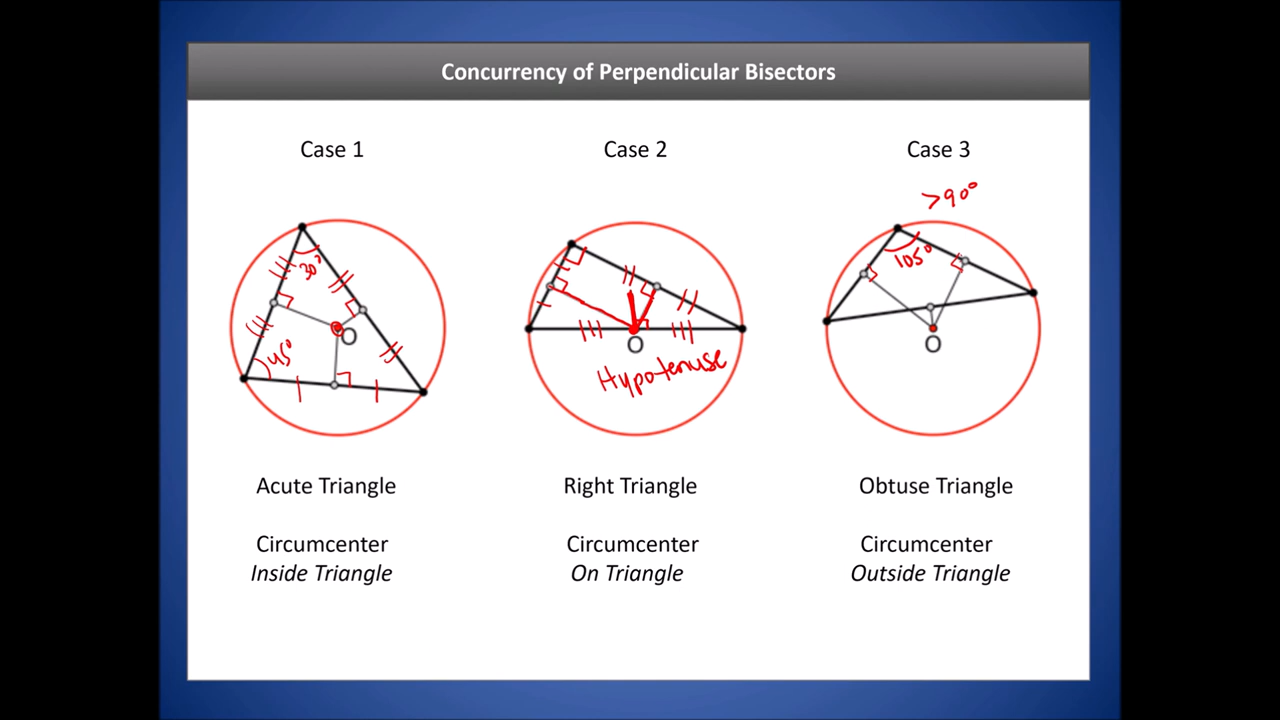 Concurrency of Perpendicular Bisectors
Case 1
Case 2
Case 3
>90°
30°
105°
45°
O
O
O
Hypotenuse
Acute Triangle
Right Triangle
Obtuse Triangle
Circumcenter
Inside Triangle
Circumcenter
On Triangle
Circumcenter
Outside Triangle